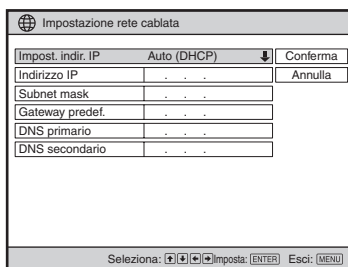 Impostazione rete cablata
Impost. indir. IP Auto (DHCP) Conferma
Indirizzo IP . . . Annulla
Subnet mask . . .
Gateway predef. . . .
DNS primario . . .
DNS secondario . . .
Seleziona: Imposta: ENTER Esci: MENU